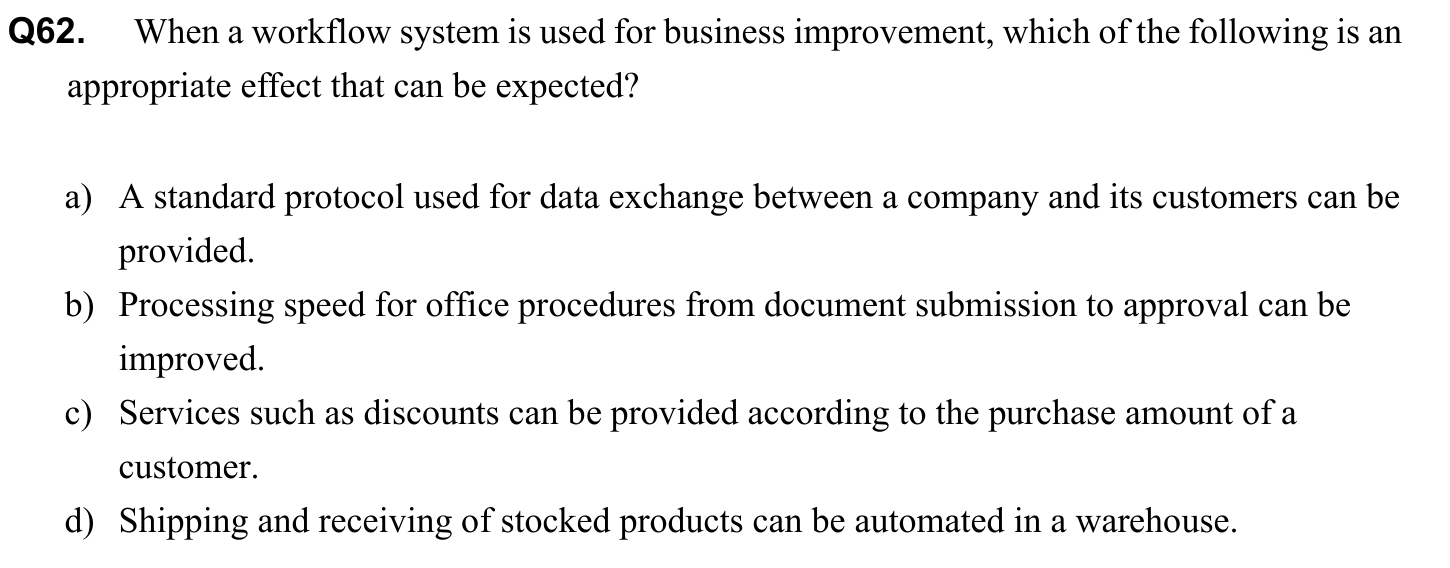 Q62. When a workflow system is used for business improvement, which of the following is an
appropriate effect that can be expected?
a) A standard protocol used for data exchange between a company and its customers can be
provided.
b) Processing speed for office procedures from document submission to approval can be
improved.
c) Services such as discounts can be provided according to the purchase amount of a
customer.
d) Shipping and receiving of stocked products can be automated in a warehouse.